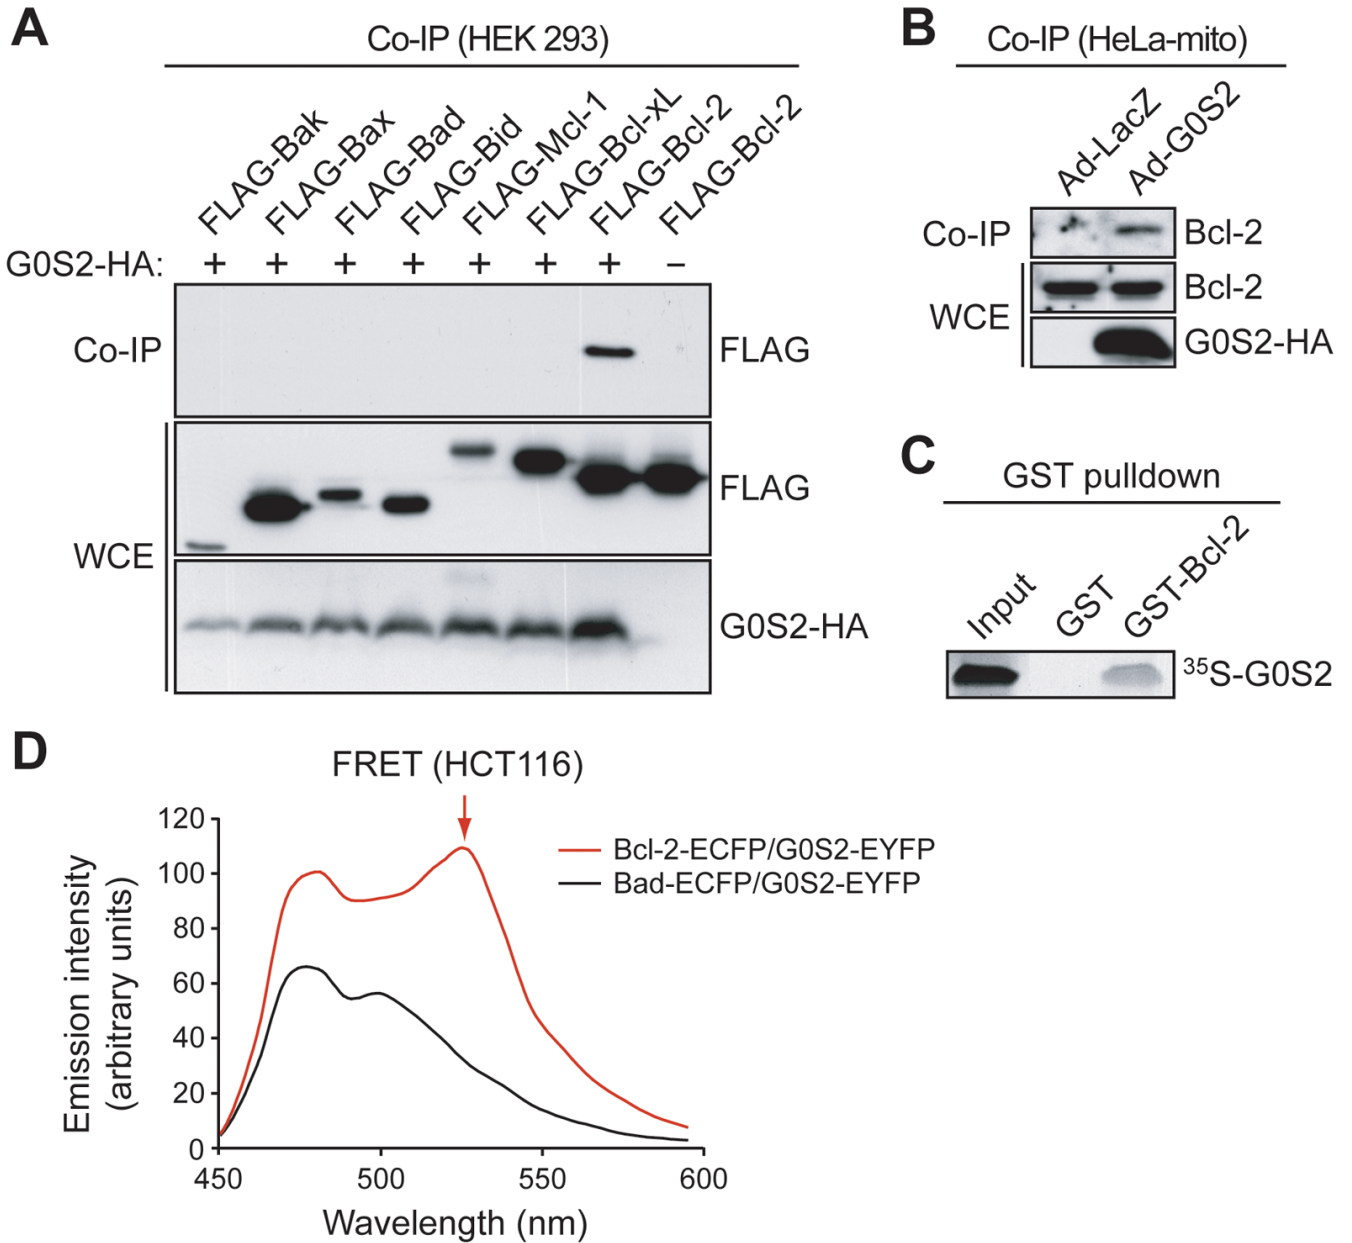 A
Co-IP (HEK 293)
FLAG-Bak
FLAG-Bax
FLAG-Bad
FLAG-Bid
FLAG-Mcl-1
FLAG-Bcl-xL
FLAG-Bcl-2
FLAG-Bcl-2
G0S2-HA: + + + + + + + –
Co-IP
FLAG
WCE
FLAG
G0S2-HA
B
Co-IP (HeLa-mito)
Ad-LacZ
Ad-G0S2
Co-IP
Bcl-2
WCE
Bcl-2
G0S2-HA
C
GST pulldown
Input
GST
GST-Bcl-2
35S-G0S2
D
FRET (HCT116)
Bcl-2-ECFP/G0S2-EYFP
Bad-ECFP/G0S2-EYFP
Emission intensity
(arbitrary units)
120
100
80
60
40
20
0
450 500 550 600
Wavelength (nm)